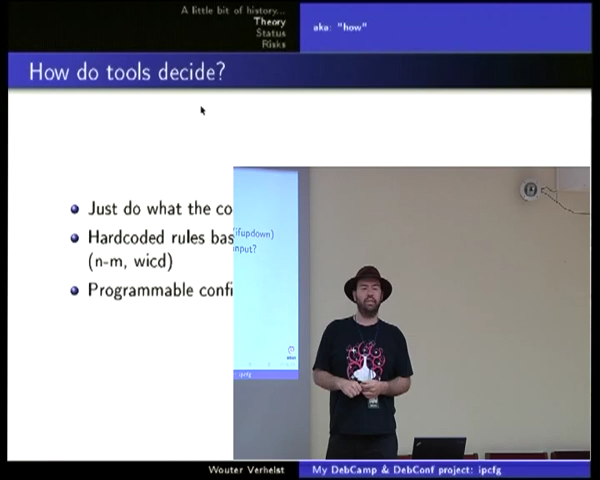 A little bit of history...
Theory
Status
Risks
aka: "how"
How do tools decide?
Just do what the co
Hardcoded rules bas
(n-m, wicd)
Programmable confi
ifupdown)
nput?
ipcfg
Wouter Verhelst
My DebCamp & DebConf project: ipcfg